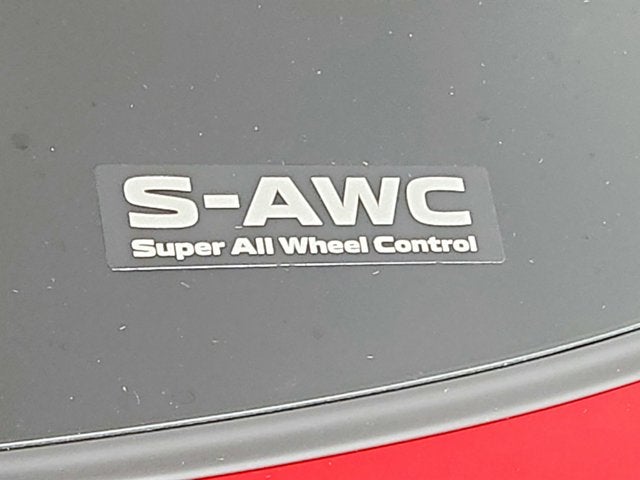 S-AWC
Super All Wheel Control